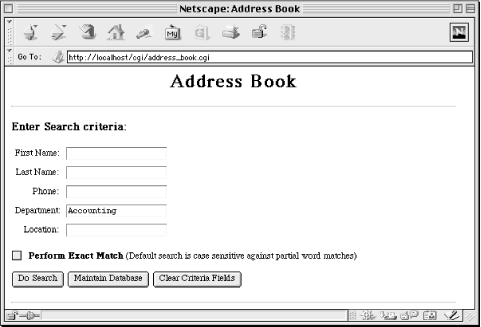 Netscape: Address Book
My
N
Go To: http://localhost/cgi/address_book.cgi
Address Book
Enter Search criteria:
First Name:
Last Name:
Phone:
Department: Accounting
Location:
Perform Exact Match (Default search is case sensitive against partial word matches)
Do Search Maintain Database Clear Criteria Fields